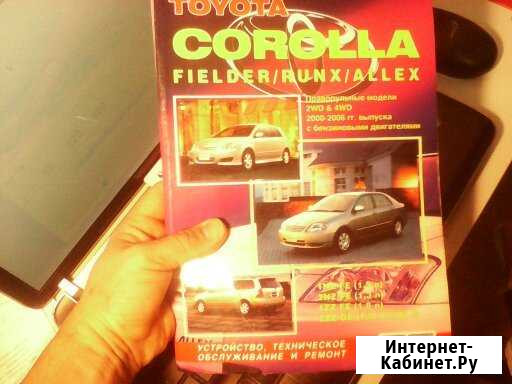 TOYOTA
COROLLA
FIELDER/RUNX/ALLEX
Праворульные модели
2WD & 4WD
2000-2006 гг. выпуска
с бензиновыми двигателями
УСТРОЙСТВО, ТЕХНИЧЕСКОЕ
ОБСЛУЖИВАНИЕ И РЕМОНТ
Интернет-
Кабинет.Ру